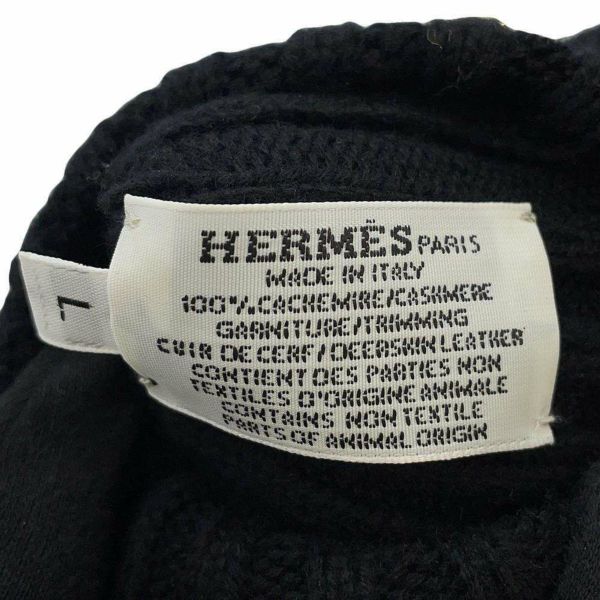 HERMÈS PARIS
MADE IN ITALY
100%.CACHEMIRE/CASHMERE
GARNITURE/TRIMMING
CUIR DE CERF/DEERSKIN LEATHER
CONTIENT DES PARTIES NON
TEXTILES D'ORIGINE ANIMALE
CONTAINS NON TEXTILE
PARTS OF ANIMAL ORIGIN
L